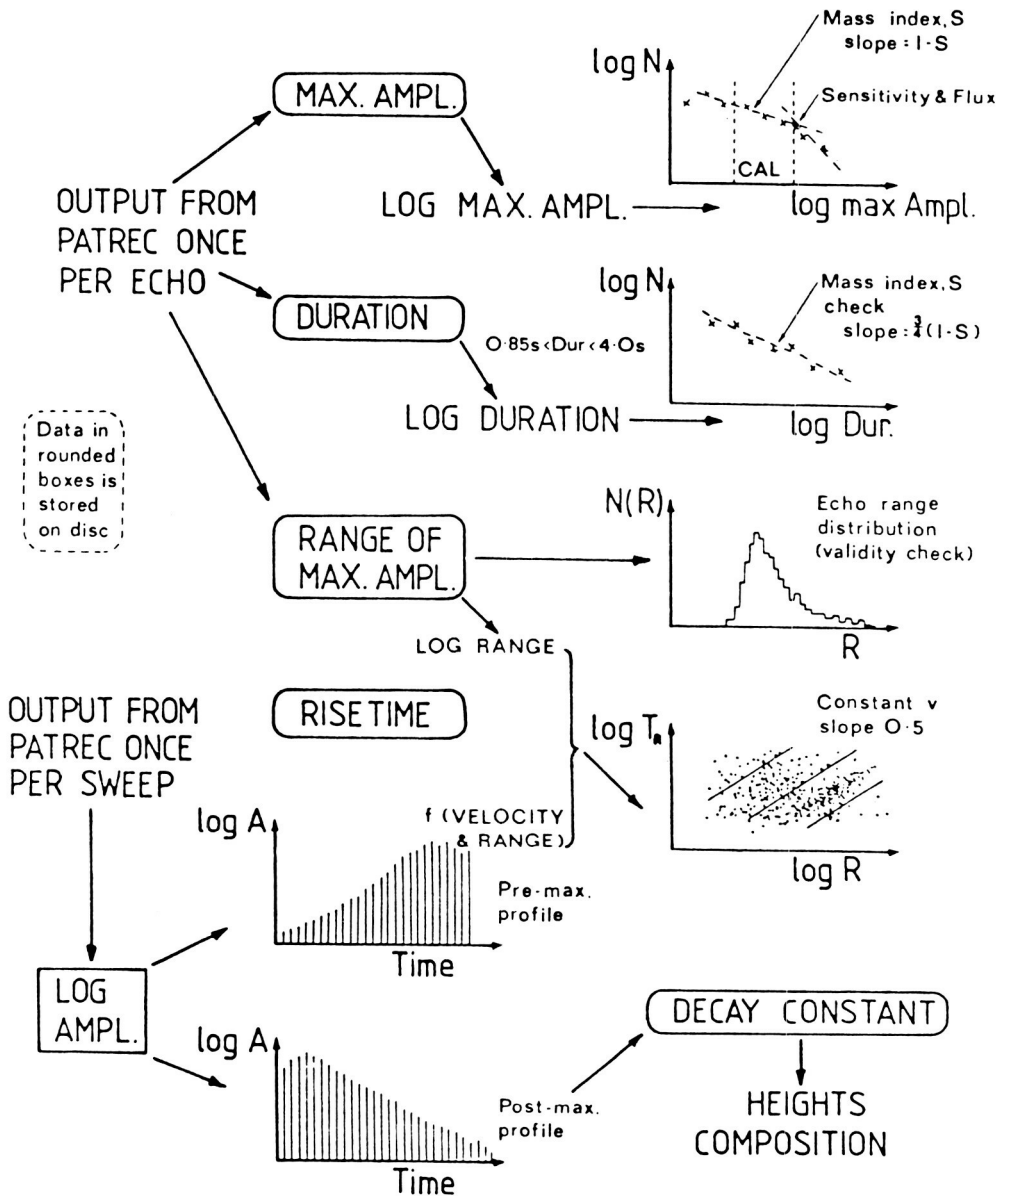 MAX. AMPL.
log N
Mass index, S
slope = 1-S
Sensitivity & Flux
CAL
log max Ampl.
OUTPUT FROM
PATREC ONCE
PER ECHO
LOG MAX. AMPL.
DURATION
0·85s<Dur<4·0s
LOG DURATION
log N
Mass index, S
check
slope = ¾(1-S)
log Dur.
Data in
rounded
boxes is
stored
on disc
RANGE OF
MAX. AMPL.
N(R)
Echo range
distribution
(validity check)
R
LOG RANGE
OUTPUT FROM
PATREC ONCE
PER SWEEP
RISETIME
f (VELOCITY
& RANGE)
log TR
Constant v
slope 0·5
log R
log A
Pre-max.
profile
Time
LOG
AMPL.
log A
Post-max.
profile
Time
DECAY CONSTANT
HEIGHTS
COMPOSITION